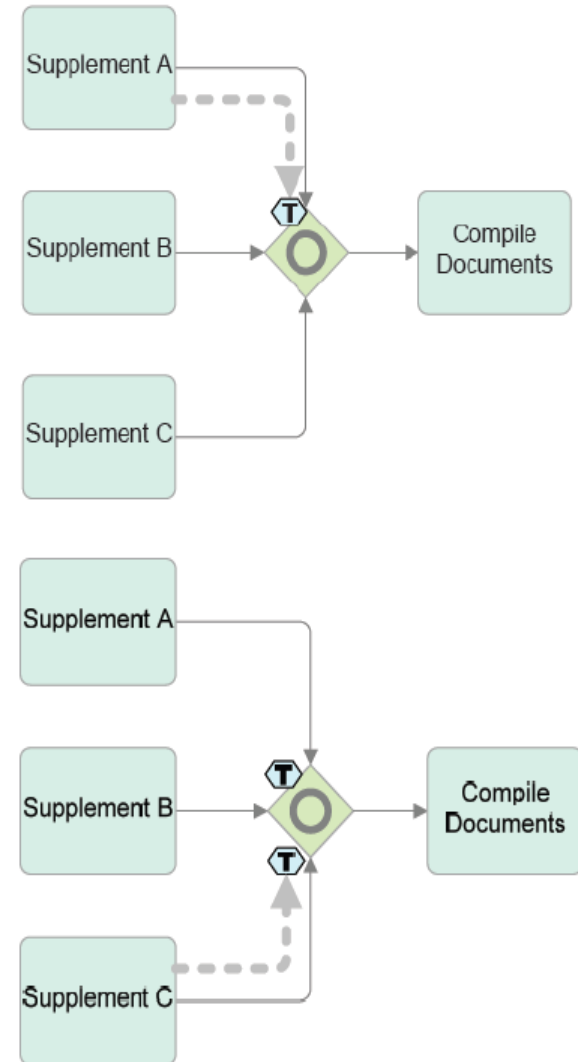 Supplement A
T
Supplement B
Compile
Documents
Supplement C
Supplement A
T
Supplement B
Compile
Documents
T
Supplement C